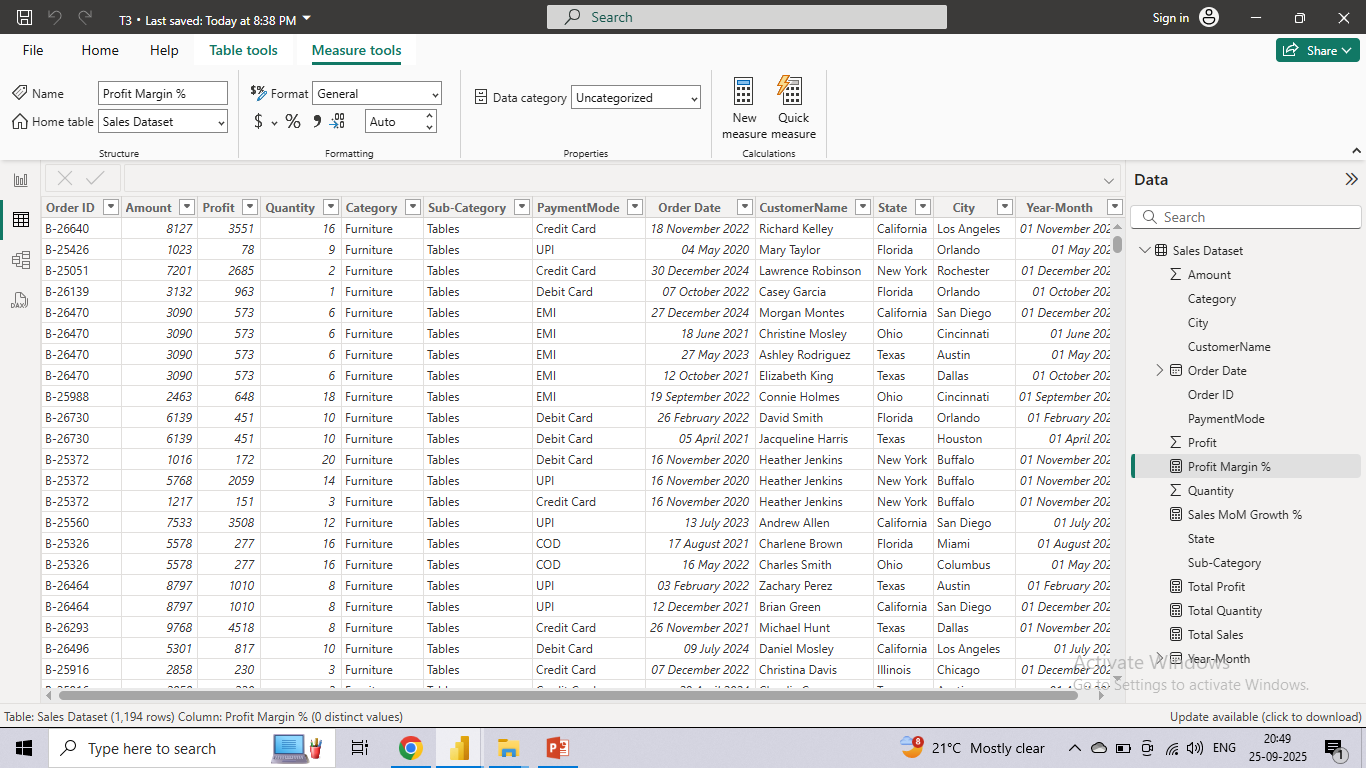 T3 • Last saved: Today at 8:38 PM
Search
Sign in
File Home Help Table tools Measure tools
Share
Name Profit Margin %
Home table Sales Dataset
Structure
$% Format General
$ % Auto
Formatting
Data category Uncategorized
Properties
New measure
Quick measure
Calculations
Order ID Amount Profit Quantity Category Sub-Category PaymentMode Order Date CustomerName State City Year-Month
B-26640 8127 3551 16 Furniture Tables Credit Card 18 November 2022 Richard Kelley California Los Angeles 01 November 202
B-25426 1023 78 9 Furniture Tables UPI 04 May 2020 Mary Taylor Florida Orlando 01 May 202
B-25051 7201 2685 2 Furniture Tables Credit Card 30 December 2024 Lawrence Robinson New York Rochester 01 December 202
B-26139 3132 963 1 Furniture Tables Debit Card 07 October 2022 Casey Garcia Florida Orlando 01 October 202
B-26470 3090 573 6 Furniture Tables EMI 27 December 2024 Morgan Montes California San Diego 01 December 202
B-26470 3090 573 6 Furniture Tables EMI 18 June 2021 Christine Mosley Ohio Cincinnati 01 June 202
B-26470 3090 573 6 Furniture Tables EMI 27 May 2023 Ashley Rodriguez Texas Austin 01 May 202
B-26470 3090 573 6 Furniture Tables EMI 12 October 2021 Elizabeth King Texas Dallas 01 October 202
B-25988 2463 648 18 Furniture Tables EMI 19 September 2022 Connie Holmes Ohio Cincinnati 01 September 202
B-26730 6139 451 10 Furniture Tables Debit Card 26 February 2022 David Smith Florida Orlando 01 February 202
B-26730 6139 451 10 Furniture Tables Debit Card 05 April 2021 Jacqueline Harris Texas Houston 01 April 202
B-25372 1016 172 20 Furniture Tables Debit Card 16 November 2020 Heather Jenkins New York Buffalo 01 November 202
B-25372 5768 2059 14 Furniture Tables UPI 16 November 2020 Heather Jenkins New York Buffalo 01 November 202
B-25372 1217 151 3 Furniture Tables Credit Card 16 November 2020 Heather Jenkins New York Buffalo 01 November 202
B-25560 7533 3508 12 Furniture Tables UPI 13 July 2023 Andrew Allen California San Diego 01 July 202
B-25326 5578 277 16 Furniture Tables COD 17 August 2021 Charlene Brown Florida Miami 01 August 202
B-25326 5578 277 16 Furniture Tables COD 16 May 2022 Charles Smith Ohio Columbus 01 May 202
B-26464 8797 1010 8 Furniture Tables UPI 03 February 2022 Zachary Perez Texas Austin 01 February 202
B-26464 8797 1010 8 Furniture Tables UPI 12 December 2021 Brian Green California San Diego 01 December 202
B-26293 9768 4518 8 Furniture Tables Credit Card 26 November 2021 Michael Hunt Texas Dallas 01 November 202
B-26496 5301 817 10 Furniture Tables Debit Card 09 July 2024 Daniel Mosley California Los Angeles 01 July 202
B-25916 2858 230 3 Furniture Tables Credit Card 07 December 2022 Christina Davis Illinois Chicago 01 December 202
Data
Search
Sales Dataset
Amount
Category
City
CustomerName
Order Date
Order ID
PaymentMode
Profit
Profit Margin %
Quantity
Sales MoM Growth %
State
Sub-Category
Total Profit
Total Quantity
Total Sales
Year-Month
Activate Windows
Go to Settings to activate Windows.
Table: Sales Dataset (1,194 rows) Column: Profit Margin % (0 distinct values)
Update available (click to download)
Type here to search
8
21°C Mostly clear
ENG
20:49
25-09-2025
1